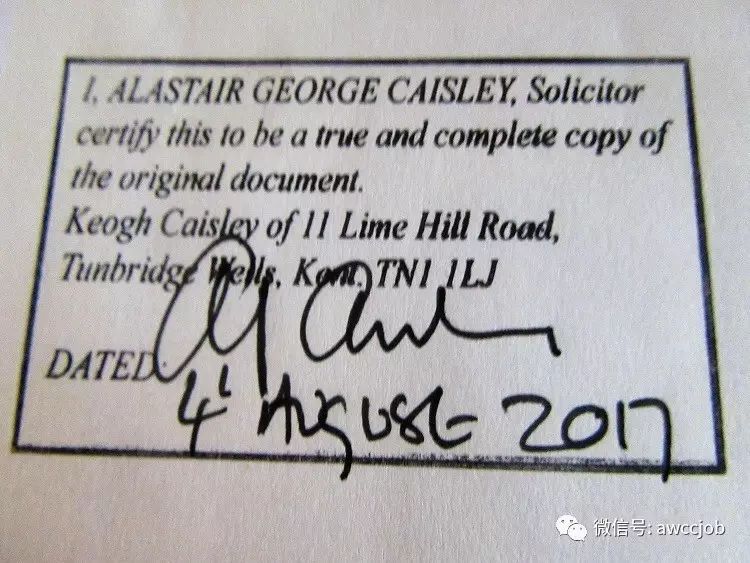 I, ALASTAIR GEORGE CAISLEY, Solicitor
certify this to be a true and complete copy of
the original document.
Keogh Caisley of 11 Lime Hill Road,
Tunbridge Wells, Kent. TN1 1LJ
DATED:
4' AUGUST 2017
微信号: awccjob